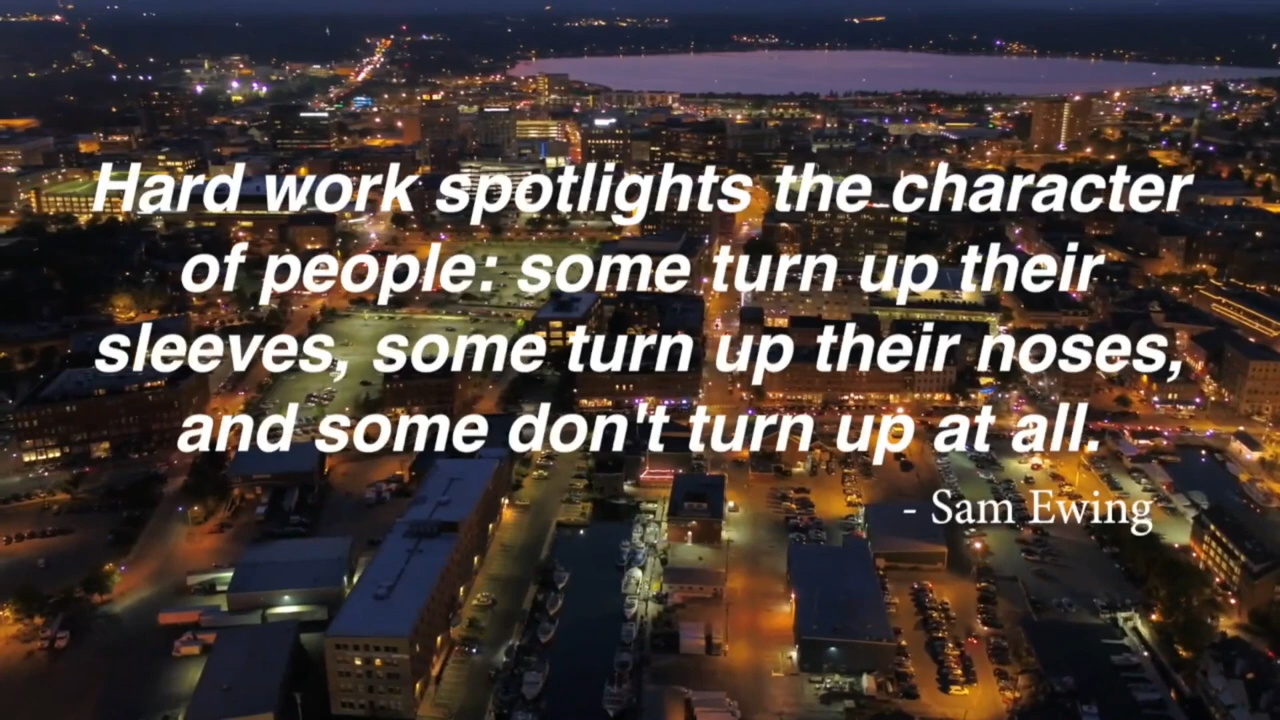 Hard work spotlights the character
of people: some turn up their
sleeves, some turn up their noses,
and some don't turn up at all.
- Sam Ewing